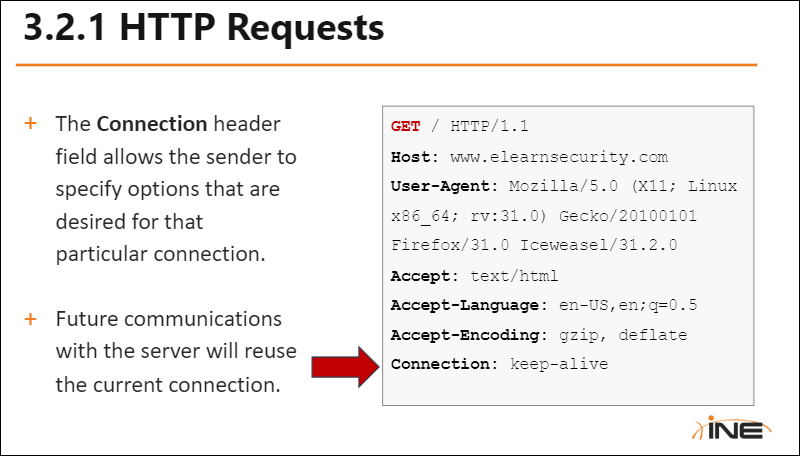 3.2.1 HTTP Requests
+ The Connection header
field allows the sender to
specify options that are
desired for that
particular connection.
+ Future communications
with the server will reuse
the current connection.
GET / HTTP/1.1
Host: www.elearnsecurity.com
User-Agent: Mozilla/5.0 (X11; Linux
x86_64; rv:31.0) Gecko/20100101
Firefox/31.0 Iceweasel/31.2.0
Accept: text/html
Accept-Language: en-US,en;q=0.5
Accept-Encoding: gzip, deflate
Connection: keep-alive
INE